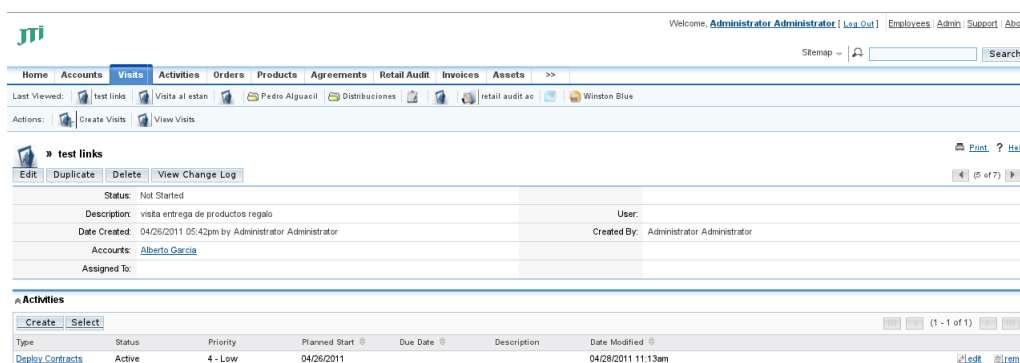 Welcome, Administrator Administrator [ Log Out ] Employees | Admin | Support | Abo
JTi
Sitemap Search
Home Accounts Visits Activities Orders Products Agreements Retail Audit Invoices Assets >>
Last Viewed: test links Visita al estan Pedro Alguacil Distribuciones retail audit ac Winston Blue
Actions: Create Visits View Visits
» test links Print ? Hel
Edit Duplicate Delete View Change Log (5 of 7)
Status: Not Started
Description: visita entrega de productos regalo User:
Date Created: 04/26/2011 05:42pm by Administrator Administrator Created By: Administrator Administrator
Accounts: Alberto Garcia
Assigned To:
Activities
Create Select (1 - 1 of 1)
Type Status Priority Planned Start Due Date Description Date Modified
Deploy Contracts Active 4 - Low 04/26/2011 04/28/2011 11:13am edit rem